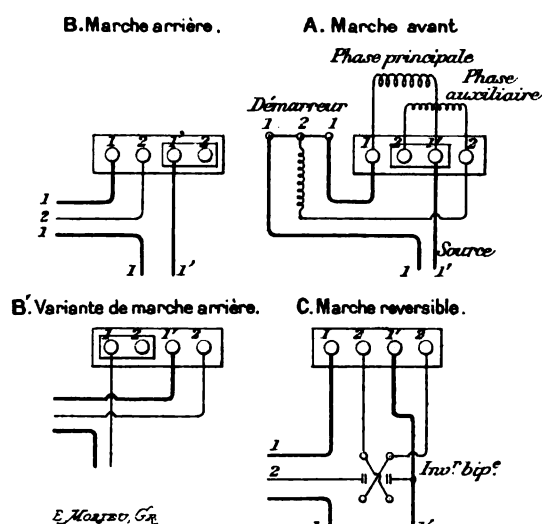 B. Marche arrière.
A. Marche avant
Phase principale
Phase
auxiliaire
Démarreur
1 2 1
1 2 1' 2
1 2 1' 2
1
2
1
1 1'
Source
1 1'
B'. Variante de marche arrière.
C. Marche reversible.
1 2 1' 2
1 2 1' 2
1
2
Invr. bipe.
1 1'